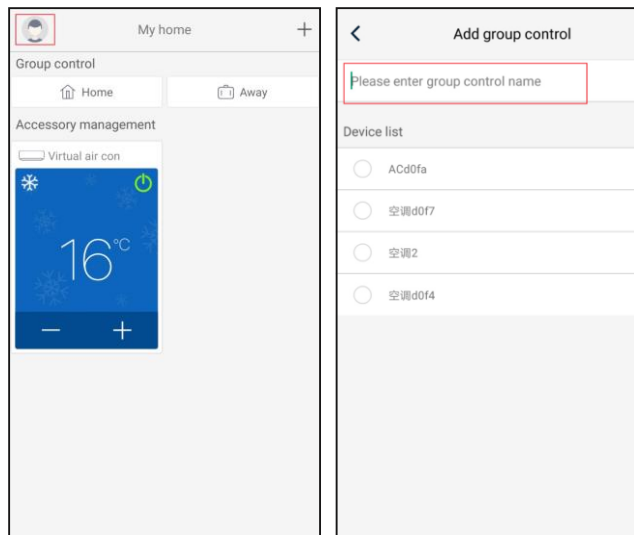 My home
Group control
Home
Away
Accessory management
Virtual air con
16°C
Add group control
Please enter group control name
Device list
ACd0fa
空调d0f7
空调2
空调d0f4